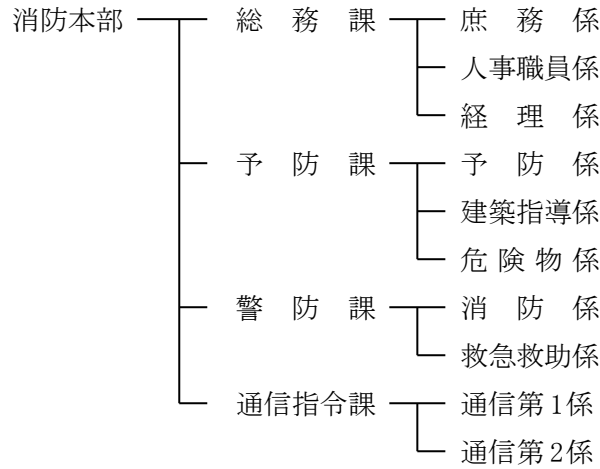 消防本部 総務課 庶務係
人事職員係
経理係
予防課 予防係
建築指導係
危険物係
警防課 消防係
救急救助係
通信指令課 通信第1係
通信第2係